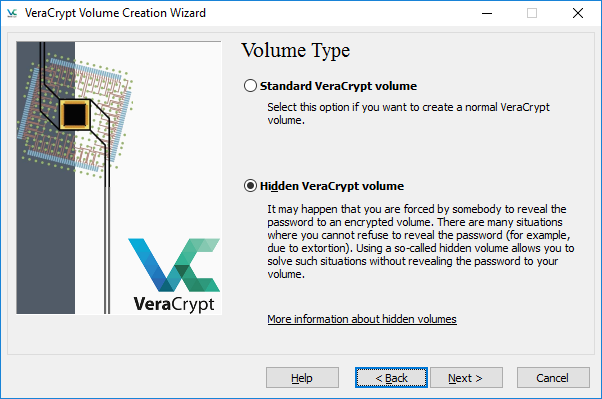 VeraCrypt Volume Creation Wizard
Volume Type
Standard VeraCrypt volume
Select this option if you want to create a normal VeraCrypt
volume.
Hidden VeraCrypt volume
It may happen that you are forced by somebody to reveal the
password to an encrypted volume. There are many situations
where you cannot refuse to reveal the password (for example,
due to extortion). Using a so-called hidden volume allows you to
solve such situations without revealing the password to your
volume.
More information about hidden volumes
VeraCrypt
Help
< Back
Next >
Cancel